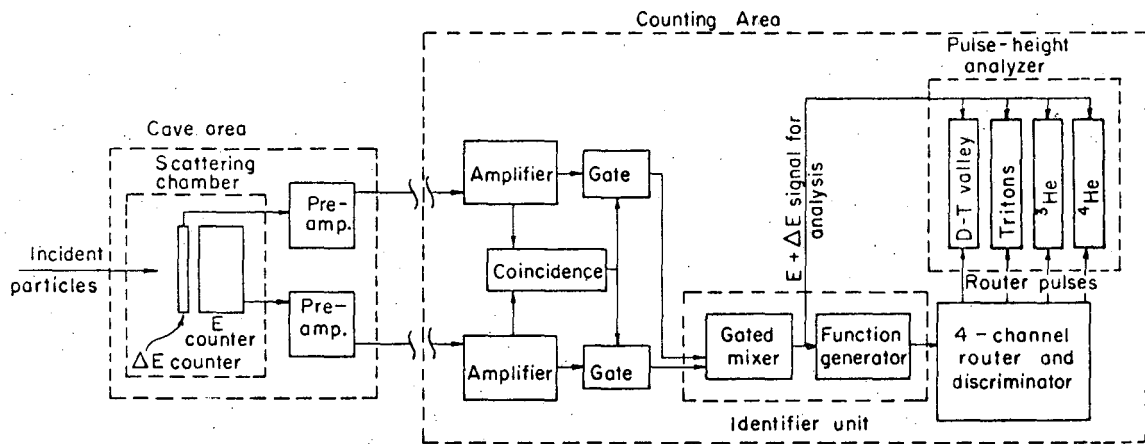 Counting Area
Pulse-height
analyzer
Cave area
Scattering
chamber
Pre-
amp.
Amplifier
Gate
E + ΔE signal for
analysis
D-T valley
Tritons
³He
⁴He
Incident
particles
Coincidence
Router pulses
E
counter
ΔE counter
Pre-
amp.
Amplifier
Gate
Gated
mixer
Function
generator
4-channel
router and
discriminator
Identifier unit